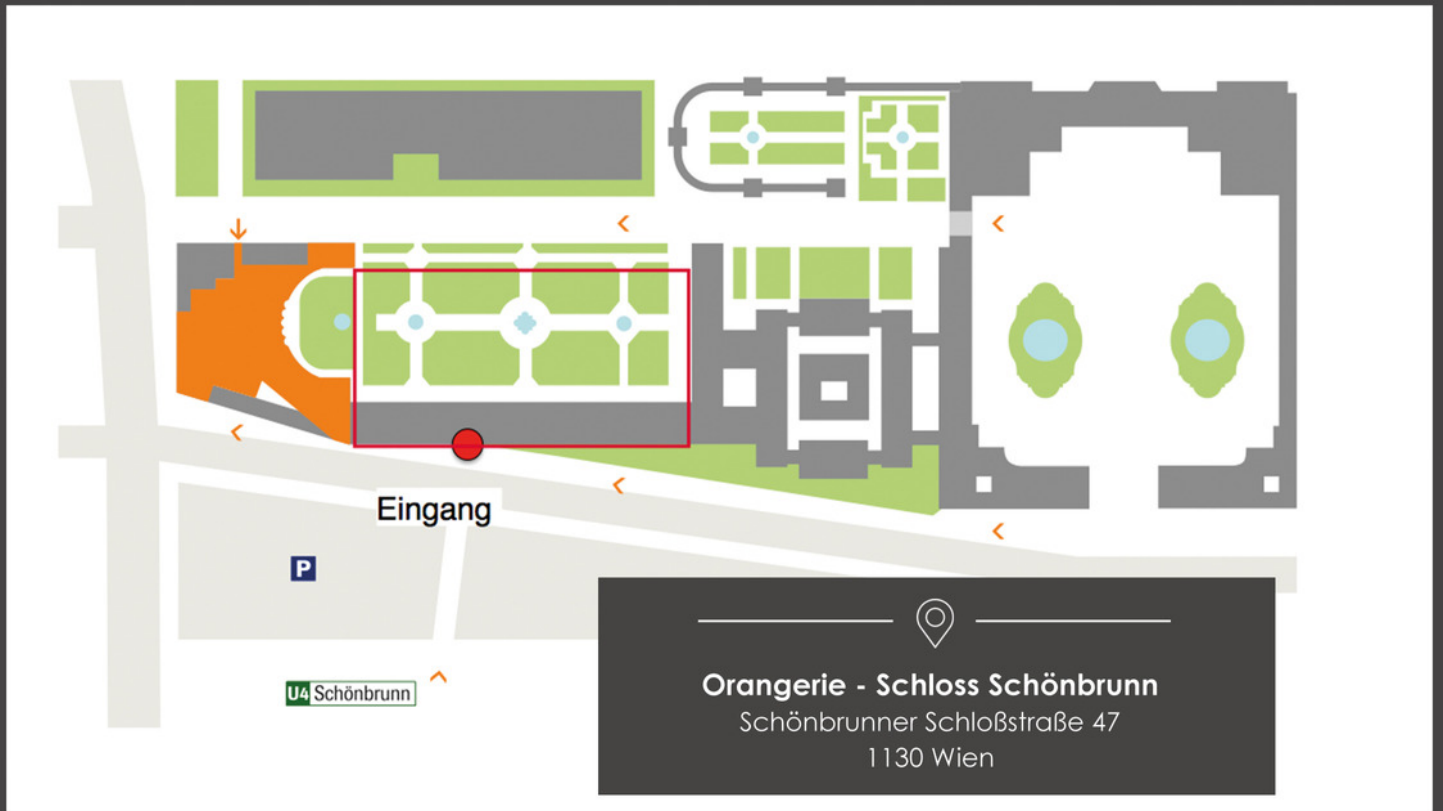 Eingang
P
U4 Schönbrunn
Orangerie - Schloss Schönbrunn
Schönbrunner Schloßstraße 47
1130 Wien